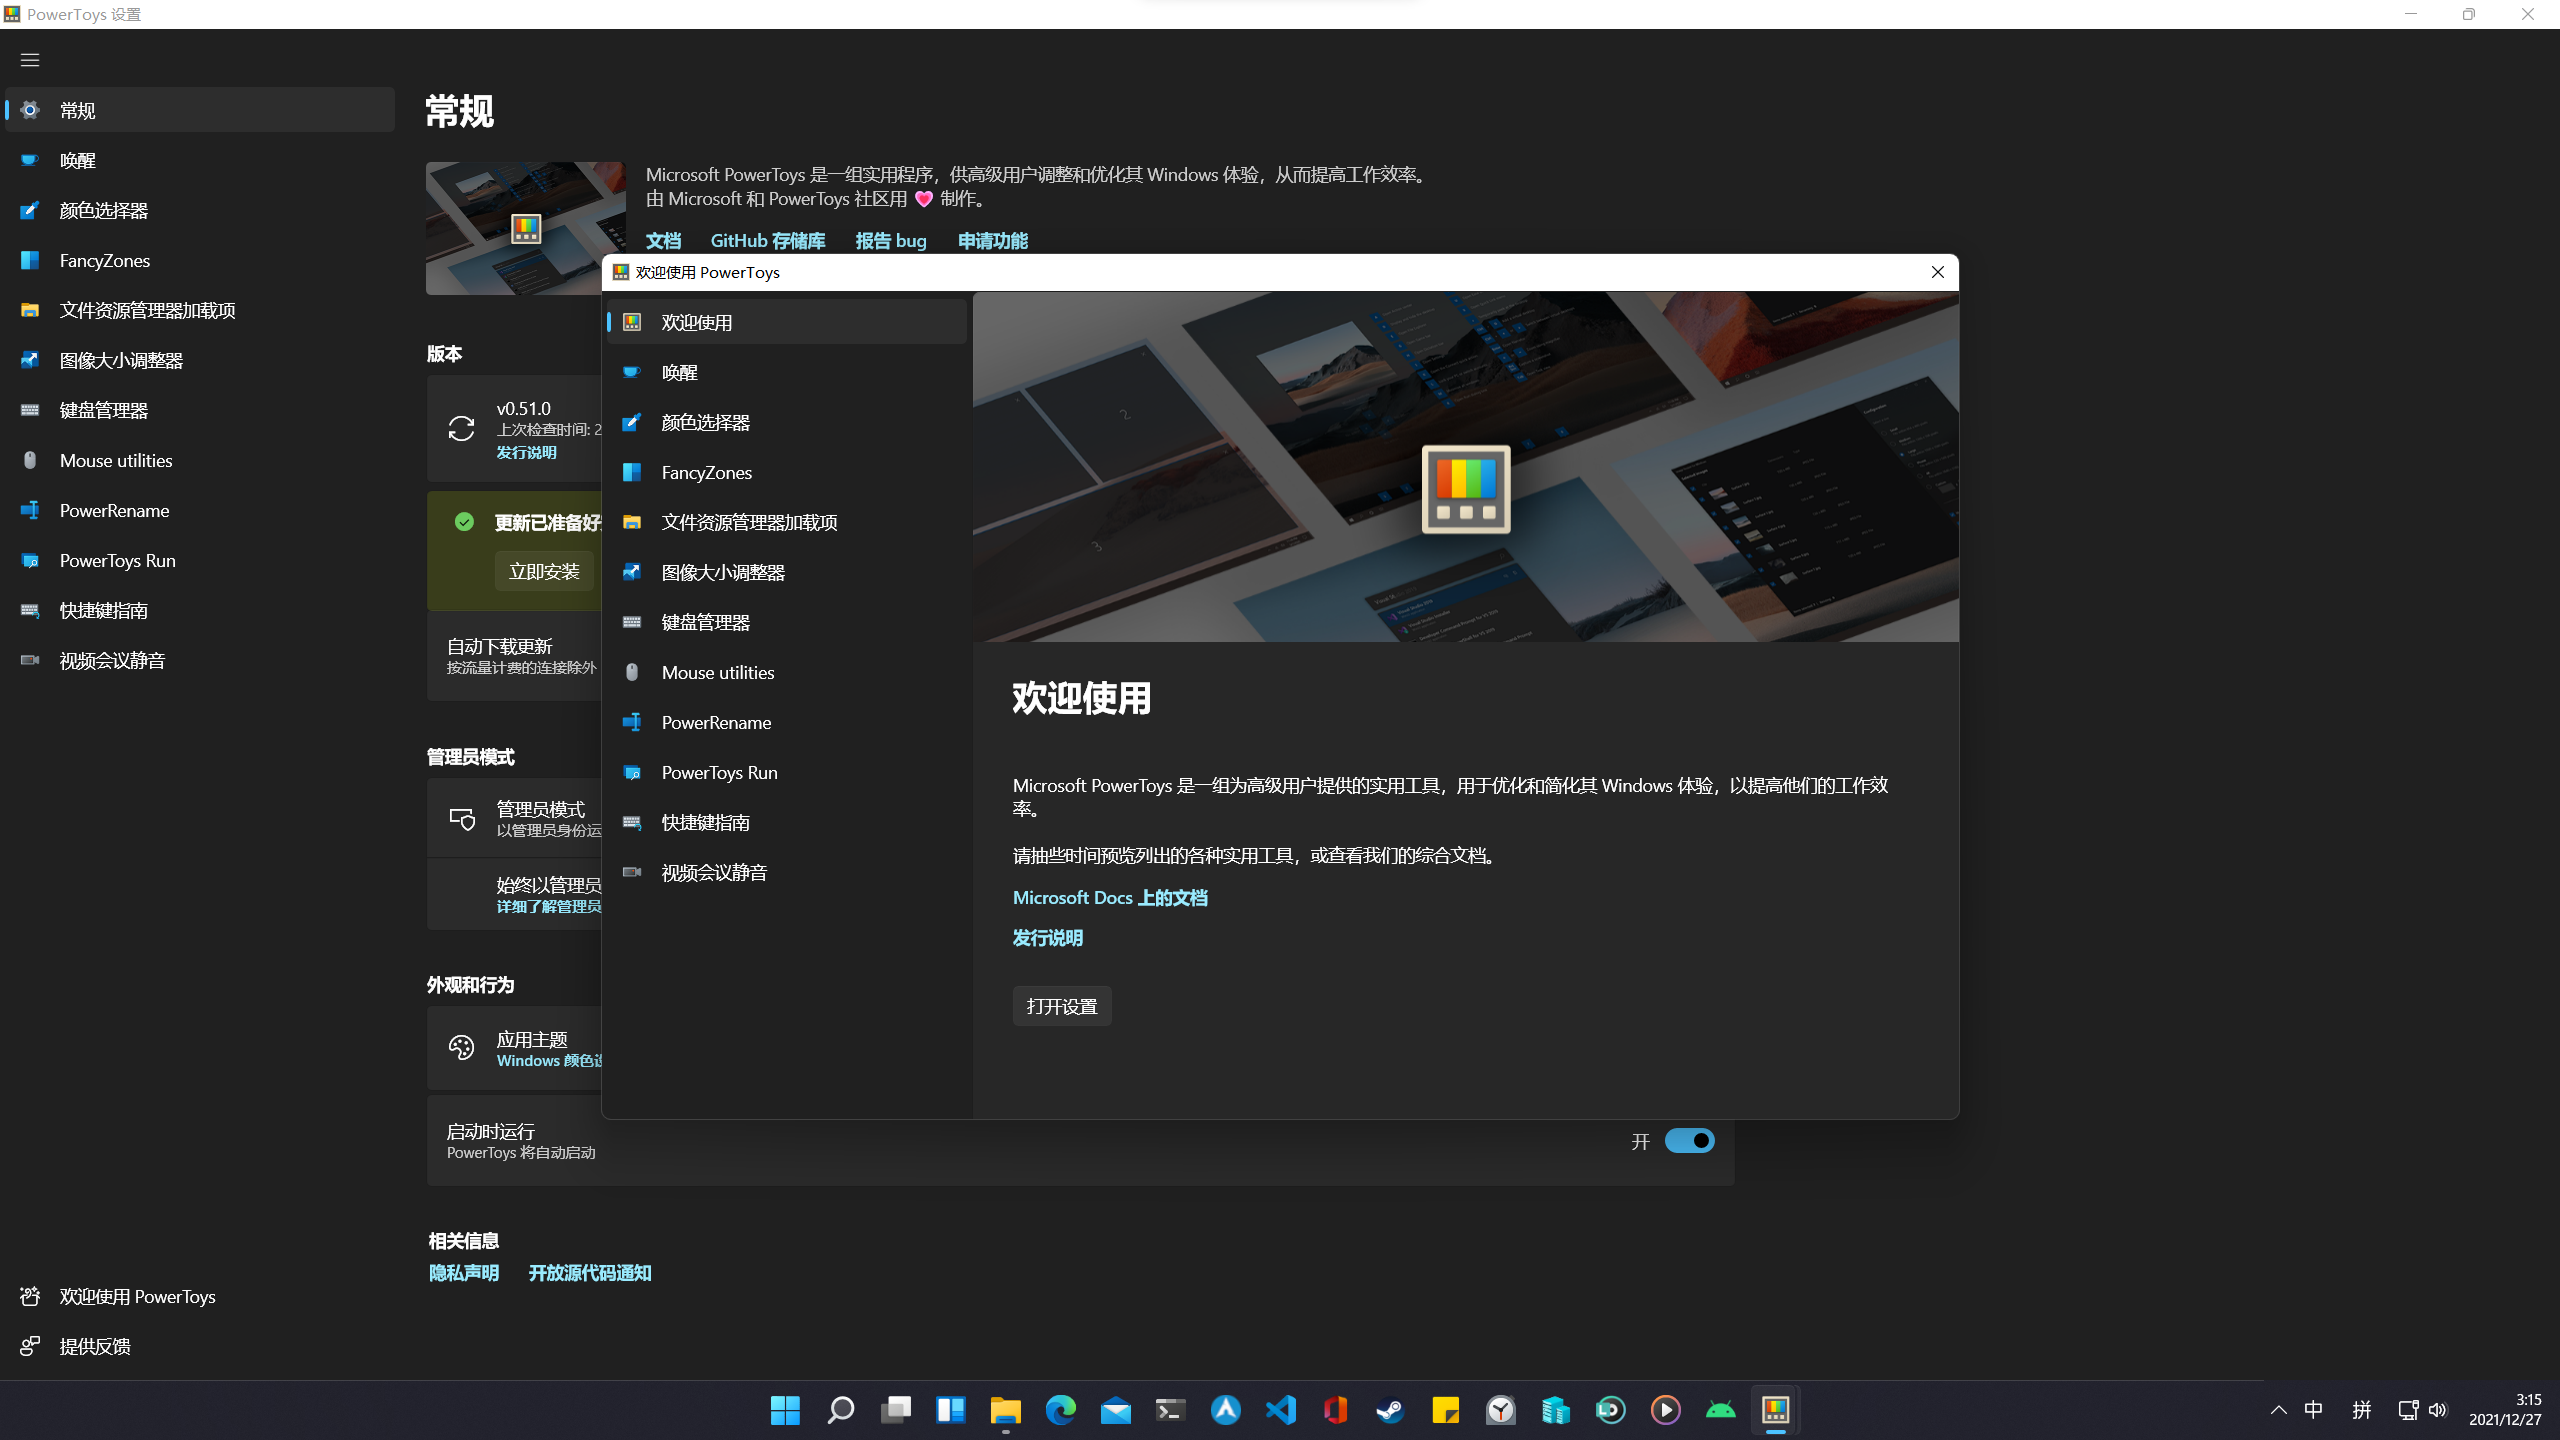 PowerToys 设置
常规
唤醒
颜色选择器
FancyZones
文件资源管理器加载项
图像大小调整器
键盘管理器
Mouse utilities
PowerRename
PowerToys Run
快捷键指南
视频会议静音
欢迎使用 PowerToys
提供反馈
常规
Microsoft PowerToys 是一组实用程序，供高级用户调整和优化其 Windows 体验，从而提高工作效率。
由 Microsoft 和 PowerToys 社区用 💗 制作。
文档 GitHub 存储库 报告 bug 申请功能
版本
v0.51.0
上次检查时间: 2
发行说明
更新已准备好
立即安装
自动下载更新
按流量计费的连接除外
管理员模式
管理员模式
以管理员身份运
始终以管理员
详细了解管理员
外观和行为
应用主题
Windows 颜色
启动时运行
PowerToys 将自动启动
开
相关信息
隐私声明 开放源代码通知
欢迎使用 PowerToys
欢迎使用
唤醒
颜色选择器
FancyZones
文件资源管理器加载项
图像大小调整器
键盘管理器
Mouse utilities
PowerRename
PowerToys Run
快捷键指南
视频会议静音
2
3
欢迎使用
Microsoft PowerToys 是一组为高级用户提供的实用工具，用于优化和简化其 Windows 体验，以提高他们的工作效
率。
请抽些时间预览列出的各种实用工具，或查看我们的综合文档。
Microsoft Docs 上的文档
发行说明
打开设置
中 拼
3:15
2021/12/27